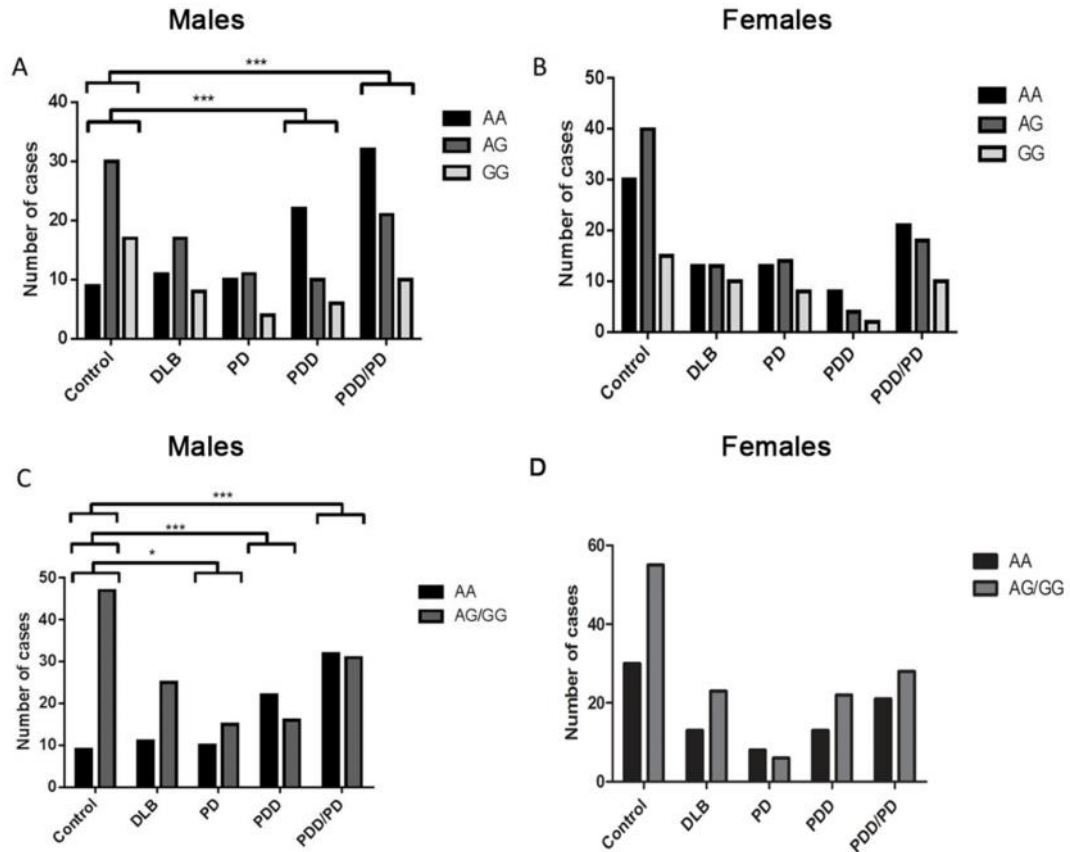 Males
A
***
***
40
30
20
10
0
Number of cases
AA
AG
GG
Control
DLB
PD
PDD
PDD/PD
Females
B
50
40
30
20
10
0
Number of cases
AA
AG
GG
Control
DLB
PD
PDD
PDD/PD
Males
C
***
***
*
50
40
30
20
10
0
Number of cases
AA
AG/GG
Control
DLB
PD
PDD
PDD/PD
Females
D
60
40
20
0
Number of cases
AA
AG/GG
Control
DLB
PD
PDD
PDD/PD